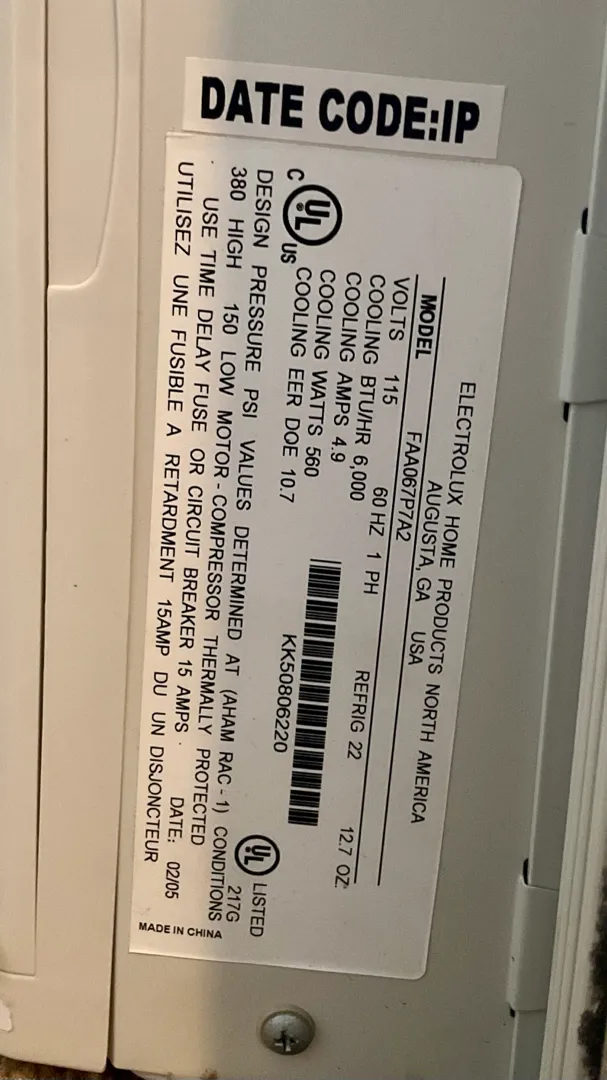 DATE CODE:IP
ELECTROLUX HOME PRODUCTS NORTH AMERICA
AUGUSTA, GA USA
MODEL FAA067P7A2
VOLTS 115 60 HZ 1 PH
COOLING BTU/HR 6,000 REFRIG 22 12.7 OZ.
COOLING AMPS 4.9
COOLING WATTS 560
COOLING EER DOE 10.7
KK50806220
C UL US
UL LISTED
217G
DESIGN PRESSURE PSI VALUES DETERMINED AT (AHAM RAC - 1) CONDITIONS
380 HIGH 150 LOW MOTOR - COMPRESSOR THERMALLY PROTECTED
· USE TIME DELAY FUSE OR CIRCUIT BREAKER 15 AMPS · DATE: 02/05
UTILISEZ UNE FUSIBLE A RETARDMENT 15AMP DU UN DISJONCTEUR
MADE IN CHINA